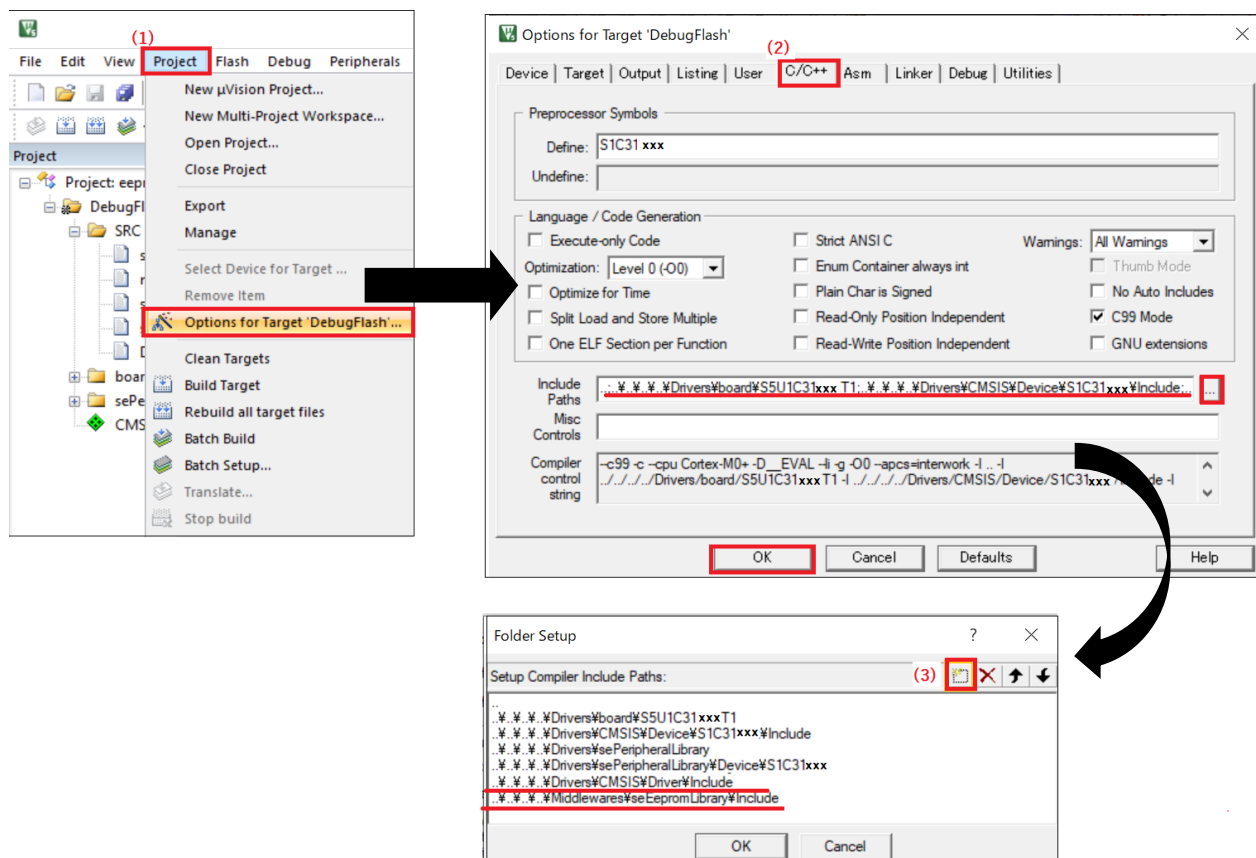 (1)
File Edit View Project Flash Debug Peripherals
New µVision Project...
New Multi-Project Workspace...
Open Project...
Close Project
Export
Manage
Select Device for Target ...
Remove Item
Options for Target 'DebugFlash'...
Clean Targets
Build Target
Rebuild all target files
Batch Build
Batch Setup...
Translate...
Stop build
Project
Project: eepr
DebugFl
SRC
s
r
s
D
boar
sePe
CMS
Options for Target 'DebugFlash'
(2)
Device Target Output Listing User C/C++ Asm Linker Debug Utilities
Preprocessor Symbols
Define: S1C31 xxx
Undefine:
Language / Code Generation
Execute-only Code
Optimization: Level 0 (-O0)
Optimize for Time
Split Load and Store Multiple
One ELF Section per Function
Strict ANSI C
Enum Container always int
Plain Char is Signed
Read-Only Position Independent
Read-Write Position Independent
Warnings: All Warnings
Thumb Mode
No Auto Includes
C99 Mode
GNU extensions
Include Paths
..;..¥..¥..¥..¥Drivers¥board¥S5U1C31xxx T1;..¥..¥..¥..¥Drivers¥CMSIS¥Device¥S1C31xxx¥Include;..
...
Misc Controls
Compiler control string
--c99 -c --cpu Cortex-M0+ -D__EVAL --li -g -O0 --apcs=interwork -I .. -I
../../../../Drivers/board/S5U1C31xxx T1 -I ../../../../Drivers/CMSIS/Device/S1C31xxx
-I
OK Cancel Defaults Help
Folder Setup ?
Setup Compiler Include Paths:
(3)
..
..¥..¥..¥..¥Drivers¥board¥S5U1C31xxxT1
..¥..¥..¥..¥Drivers¥CMSIS¥Device¥S1C31xxx¥Include
..¥..¥..¥..¥Drivers¥sePeripheralLibrary
..¥..¥..¥..¥Drivers¥sePeripheralLibrary¥Device¥S1C31xxx
..¥..¥..¥..¥Drivers¥CMSIS¥Driver¥Include
..¥..¥..¥..¥Middlewares¥seEepromLibrary¥Include
OK Cancel